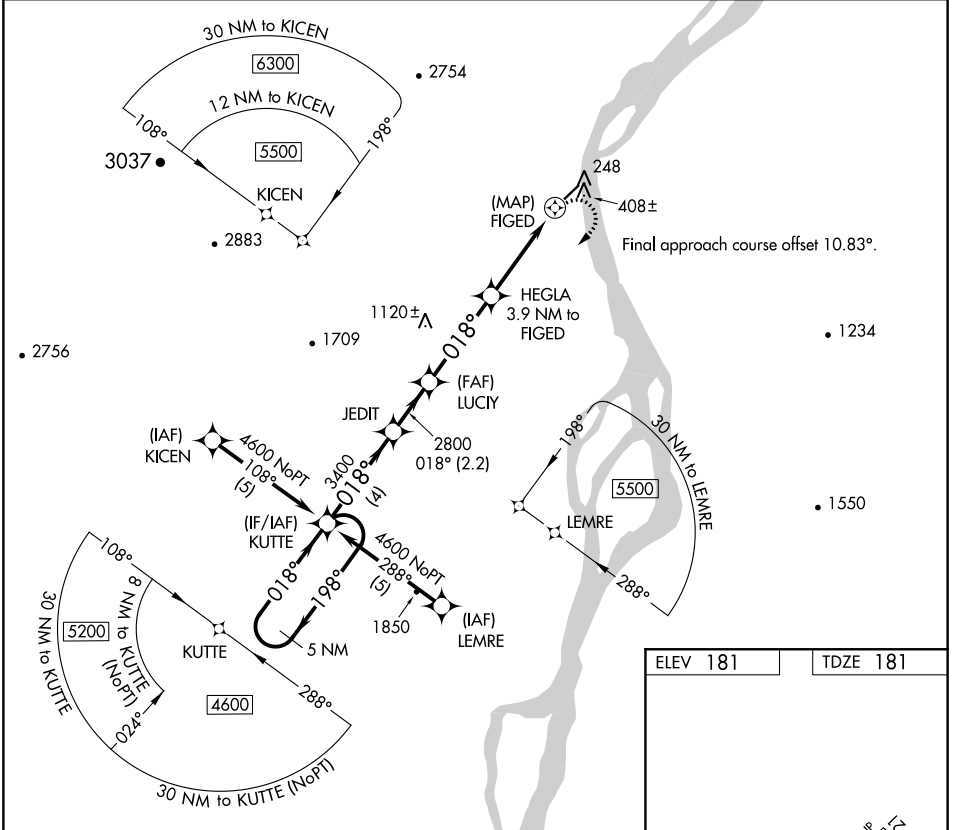 30 NM to KICEN
6300
2754
12 NM to KICEN
108°
198°
3037
5500
KICEN
2883
248
(MAP)
FIGED
408±
Final approach course offset 10.83°.
HEGLA
3.9 NM to
FIGED
1120±
018°
1709
1234
2756
(FAF)
LUCIY
JEDIT
2800
018° (2.2)
(IAF)
KICEN
4600 NoPT
108°
(5)
3400
018°
(4)
198°
30 NM to LEMRE
5500
LEMRE
288°
1550
(IF/IAF)
KUTTE
4600 NoPT
288°
(5)
018°
198°
1850
(IAF)
LEMRE
5 NM
108°
30 NM to KUTTE
5200
8 NM to KUTTE
(NoPT)
KUTTE
024°
4600
288°
30 NM to KUTTE (NoPT)
ELEV 181
TDZE 181
21